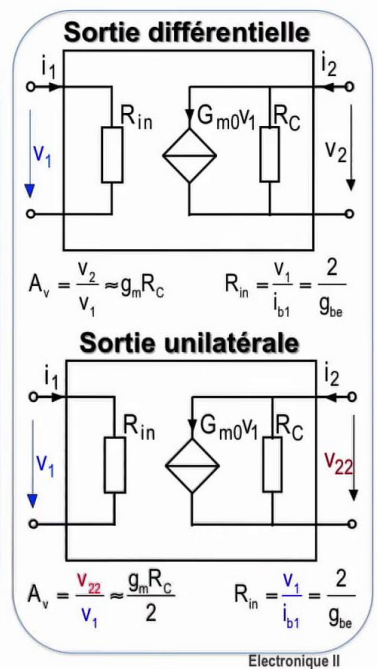 Sortie différentielle
i1 i2
Rin Gm0v1 RC
v1 v2
Av = v2/v1 ≈ gmRC Rin = v1/ib1 = 2/gbe
Sortie unilatérale
i1 i2
Rin Gm0v1 RC
v1 v22
Av = v22/v1 ≈ gmRC/2 Rin = v1/ib1 = 2/gbe
Electronique II